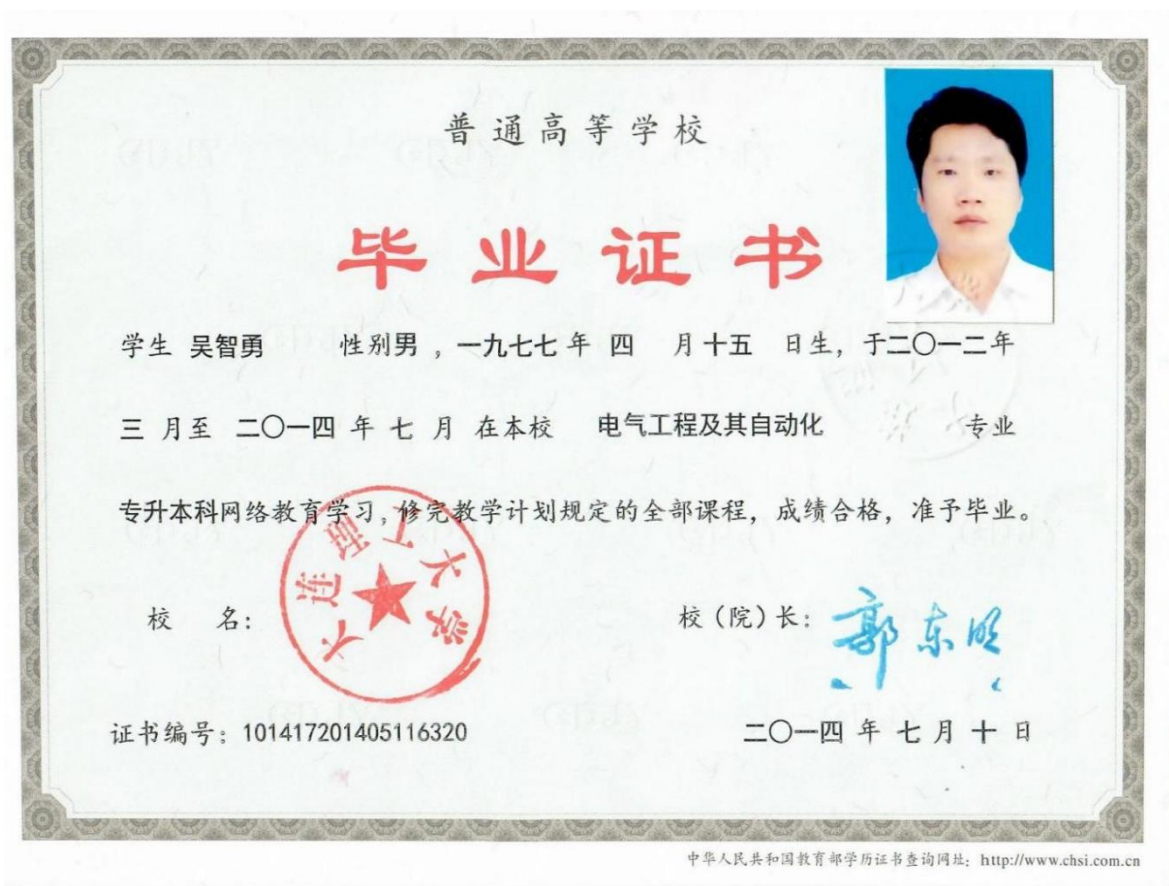 普通高等学校
毕业证书
学生 吴智勇 性别男，一九七七年 四 月十五 日生，于二〇一二年
三 月至 二〇一四 年 七 月 在本校 电气工程及其自动化 专业
专升本科网络教育学习，修完教学计划规定的全部课程，成绩合格，准予毕业。
大连理工大学
校 名：
校（院）长：郭东明
证书编号：101417201405116320
二〇一四 年 七 月 十 日
中华人民共和国教育部学历证书查询网址：http://www.chsi.com.cn